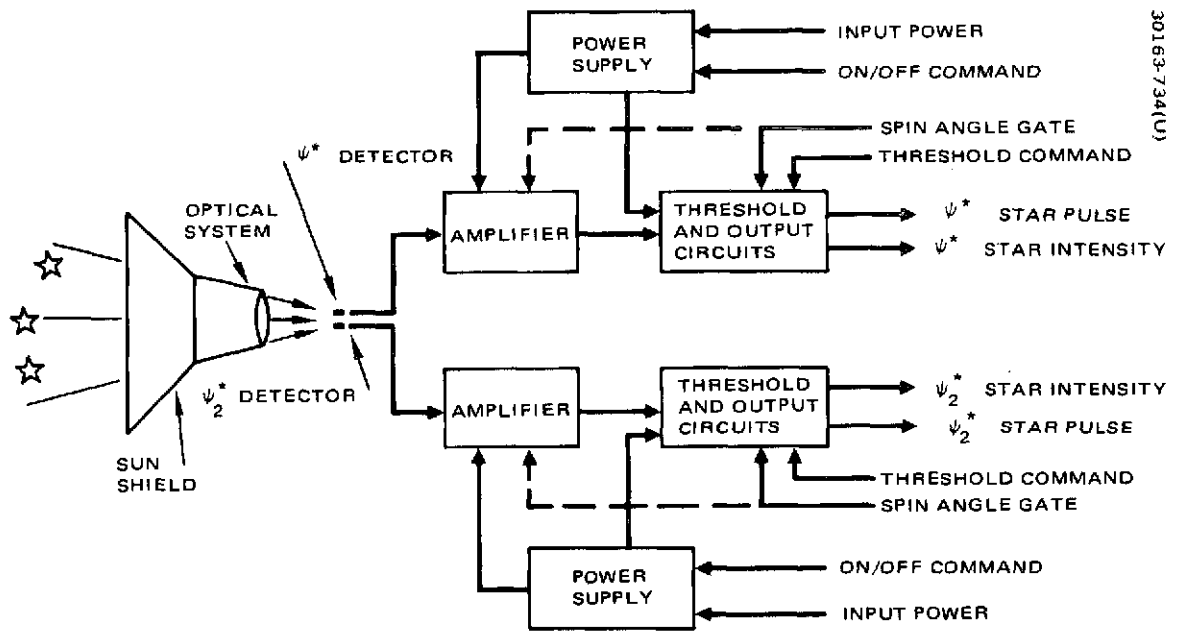 30163-734(U)
POWER
SUPPLY
INPUT POWER
ON/OFF COMMAND
SPIN ANGLE GATE
THRESHOLD COMMAND
ψ* DETECTOR
OPTICAL
SYSTEM
AMPLIFIER
THRESHOLD
AND OUTPUT
CIRCUITS
ψ* STAR PULSE
ψ* STAR INTENSITY
ψ₂* DETECTOR
SUN
SHIELD
AMPLIFIER
THRESHOLD
AND OUTPUT
CIRCUITS
ψ₂* STAR INTENSITY
ψ₂* STAR PULSE
THRESHOLD COMMAND
SPIN ANGLE GATE
POWER
SUPPLY
ON/OFF COMMAND
INPUT POWER